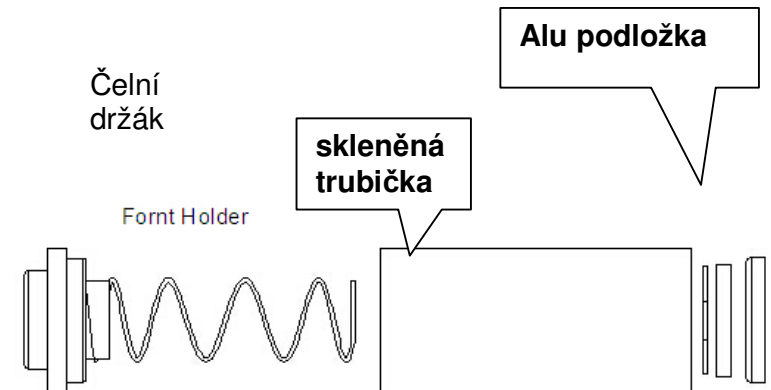 Alu podložka
Čelní
držák
skleněná
trubička
Fornt Holder